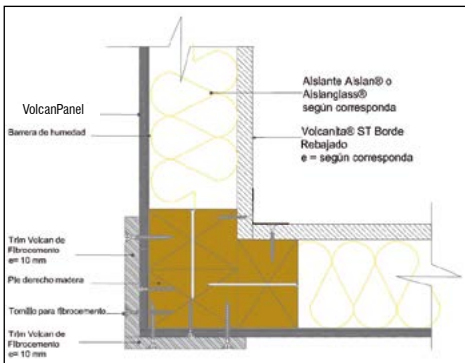 VolcanPanel
Barrera de humedad
Trim Volcan de
Fibrocemento
e= 10 mm
Pie derecho madera
Tornillo para fibrocemento
Trim Volcan de
Fibrocemento
e= 10 mm
Aislante Aislan® o
Aislanglass®
según corresponda
Volcanita® ST Borde
Rebajado
e = según corresponda